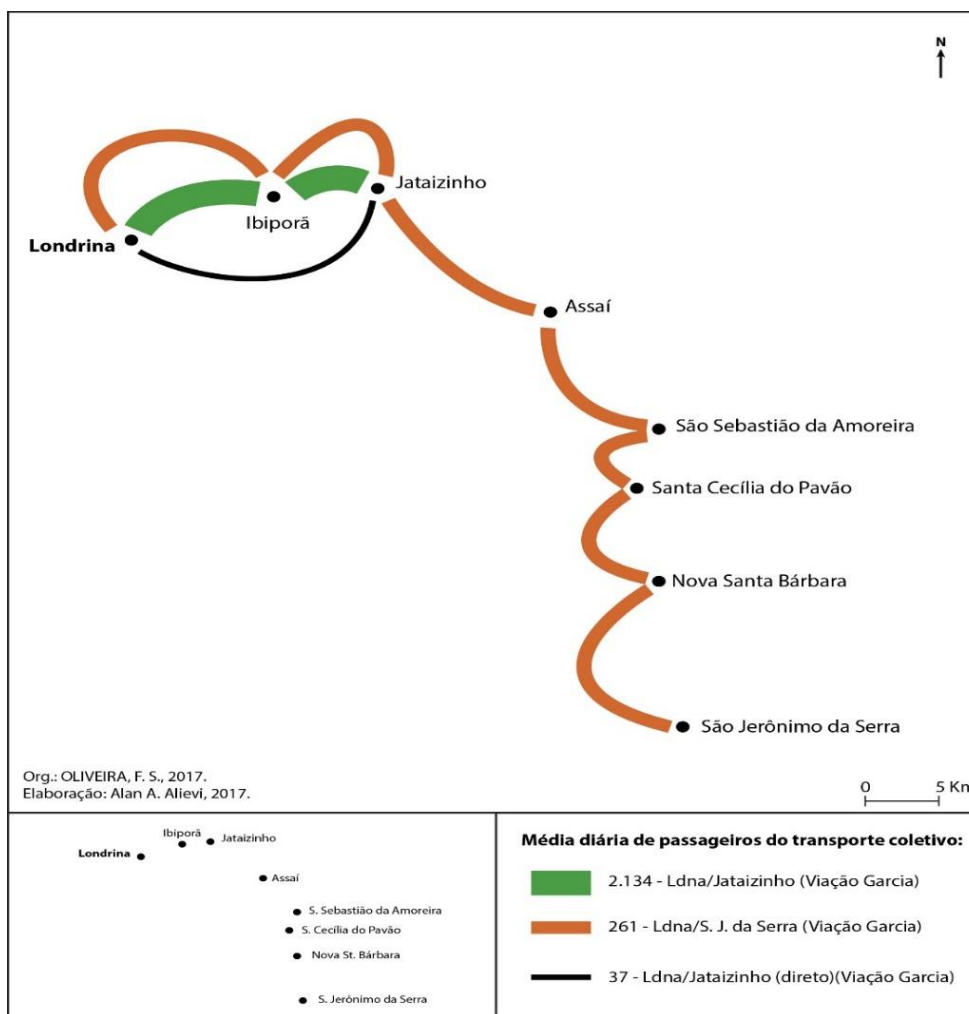 N
Jataizinho
Ibiporã
Londrina
Assaí
São Sebastião da Amoreira
Santa Cecília do Pavão
Nova Santa Bárbara
São Jerônimo da Serra
Org.: OLIVEIRA, F. S., 2017.
Elaboração: Alan A. Alievi, 2017.
0 5 Km
Ibiporã
Jataizinho
Londrina
Assaí
S. Sebastião da Amoreira
S. Cecília do Pavão
Nova St. Bárbara
S. Jerônimo da Serra
Média diária de passageiros do transporte coletivo:
2.134 - Ldna/Jataizinho (Viação Garcia)
261 - Ldna/S. J. da Serra (Viação Garcia)
37 - Ldna/Jataizinho (direto)(Viação Garcia)